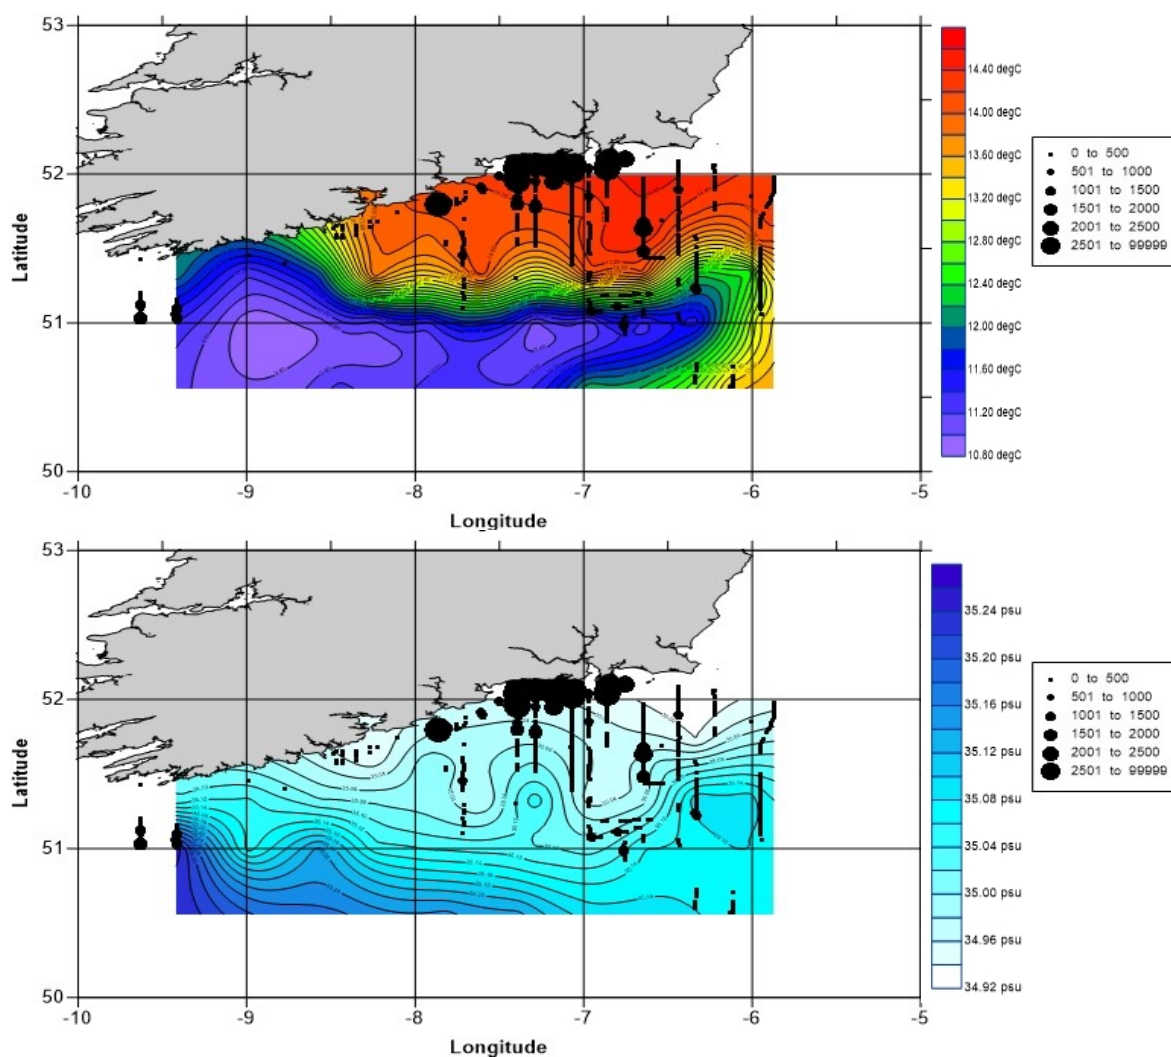 53
52
51
50
Latitude
-10
-9
-8
-7
-6
-5
Longitude
14.40 degC
14.00 degC
13.60 degC
13.20 degC
12.80 degC
12.40 degC
12.00 degC
11.60 degC
11.20 degC
10.80 degC
0 to 500
501 to 1000
1001 to 1500
1501 to 2000
2001 to 2500
2501 to 99999
53
52
51
50
Latitude
-10
-9
-8
-7
-6
-5
Longitude
35.24 psu
35.20 psu
35.16 psu
35.12 psu
35.08 psu
35.04 psu
35.00 psu
34.96 psu
34.92 psu
0 to 500
501 to 1000
1001 to 1500
1501 to 2000
2001 to 2500
2501 to 99999